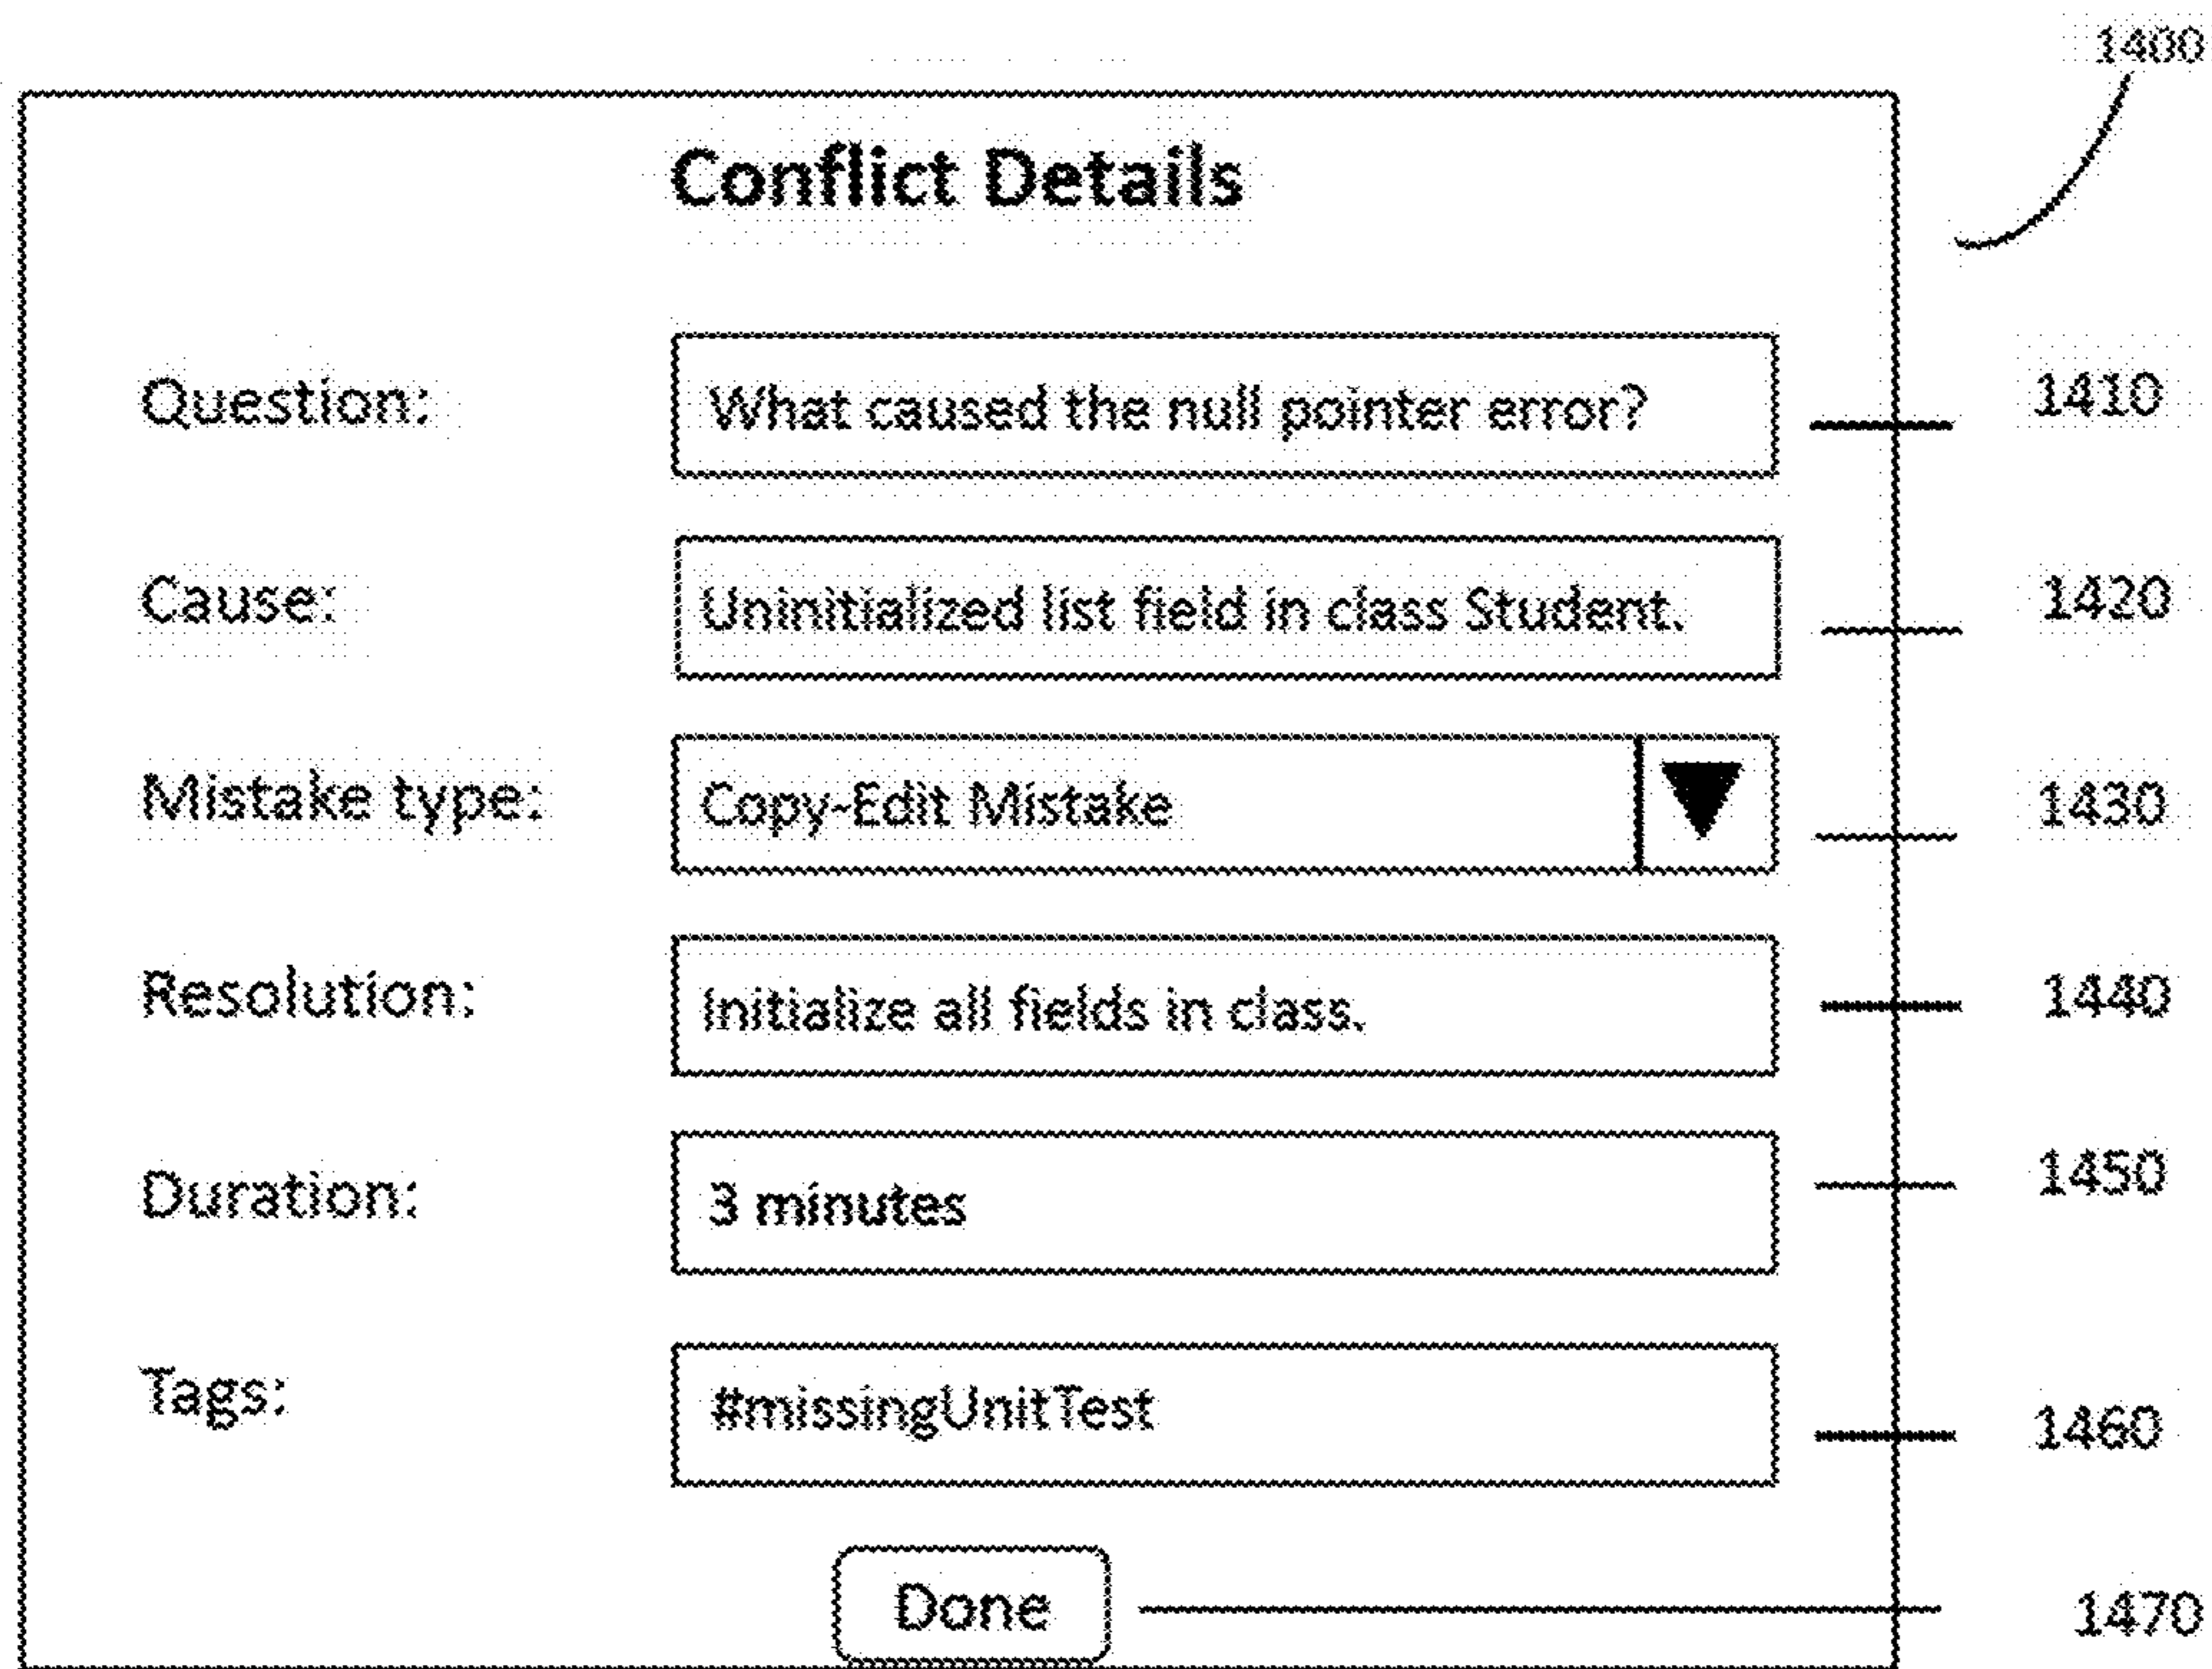 1400
Conflict Details
Question: What caused the null pointer error? 1410
Cause: Uninitialized list field in class Student. 1420
Mistake type: Copy-Edit Mistake 1430
Resolution: Initialize all fields in class. 1440
Duration: 3 minutes 1450
Tags: #missingUnitTest 1460
Done 1470